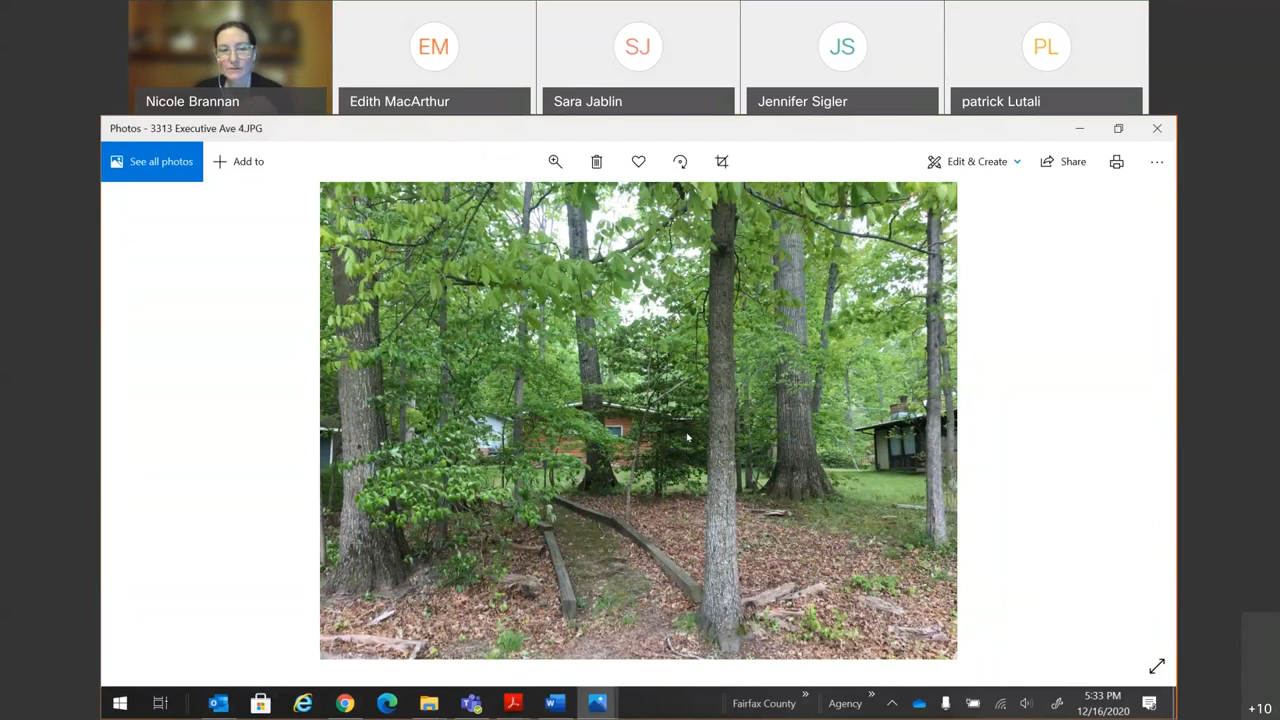 EM
SJ
JS
PL
Nicole Brannan
Edith MacArthur
Sara Jablin
Jennifer Sigler
patrick Lutali
Photos - 3313 Executive Ave 4.JPG
See all photos
Add to
Edit & Create
Share
Fairfax County
Agency
5:33 PM
12/16/2020
+10